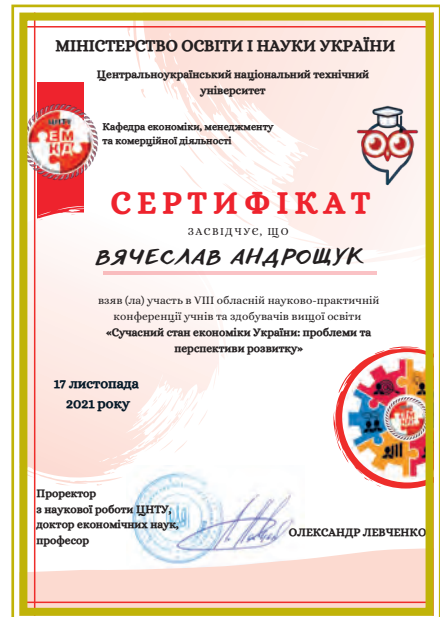 МІНІСТЕРСТВО ОСВІТИ І НАУКИ УКРАЇНИ
Центральноукраїнський національний технічний
університет
Кафедра економіки, менеджменту
та комерційної діяльності
СЕРТИФІКАТ
ЗАСВІДЧУЄ, ЩО
ВЯЧЕСЛАВ АНДРОЩУК
взяв (ла) участь в VIII обласній науково-практичній
конференції учнів та здобувачів вищої освіти
«Сучасний стан економіки України: проблеми та
перспективи розвитку»
17 листопада
2021 року
Проректор
з наукової роботи ЦНТУ,
доктор економічних наук,
професор
ОЛЕКСАНДР ЛЕВЧЕНКО